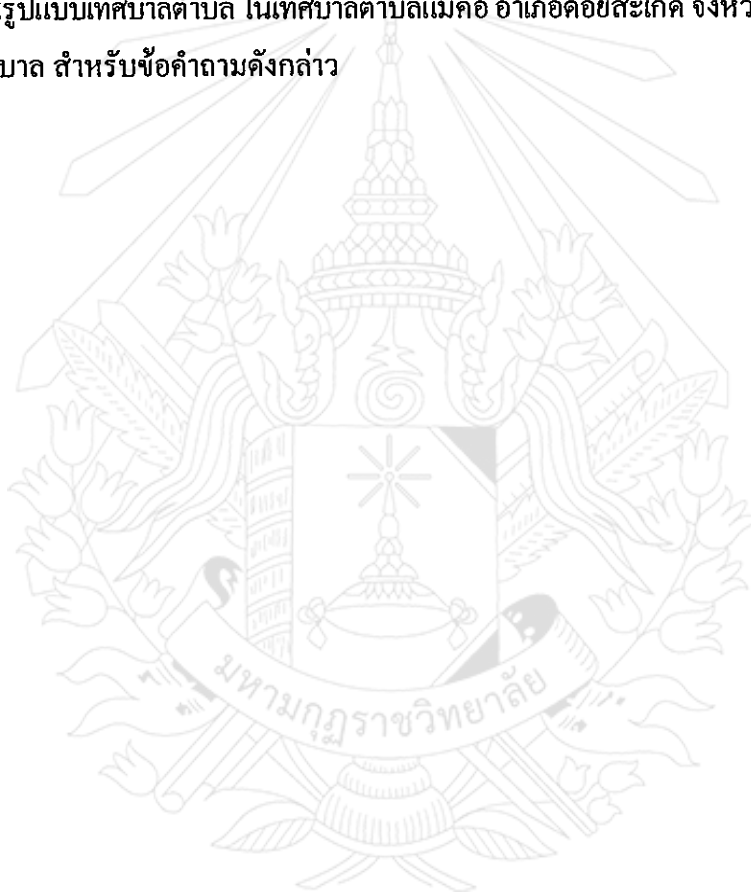 รูปแบบเทศบาลตำบล ในเทศบาลตำบลแม่คือ อำเภอดอยสะเก็ด
บาล สำหรับข้อคำถามดังกล่าว
มหามกุฏราชวิทยาลัย